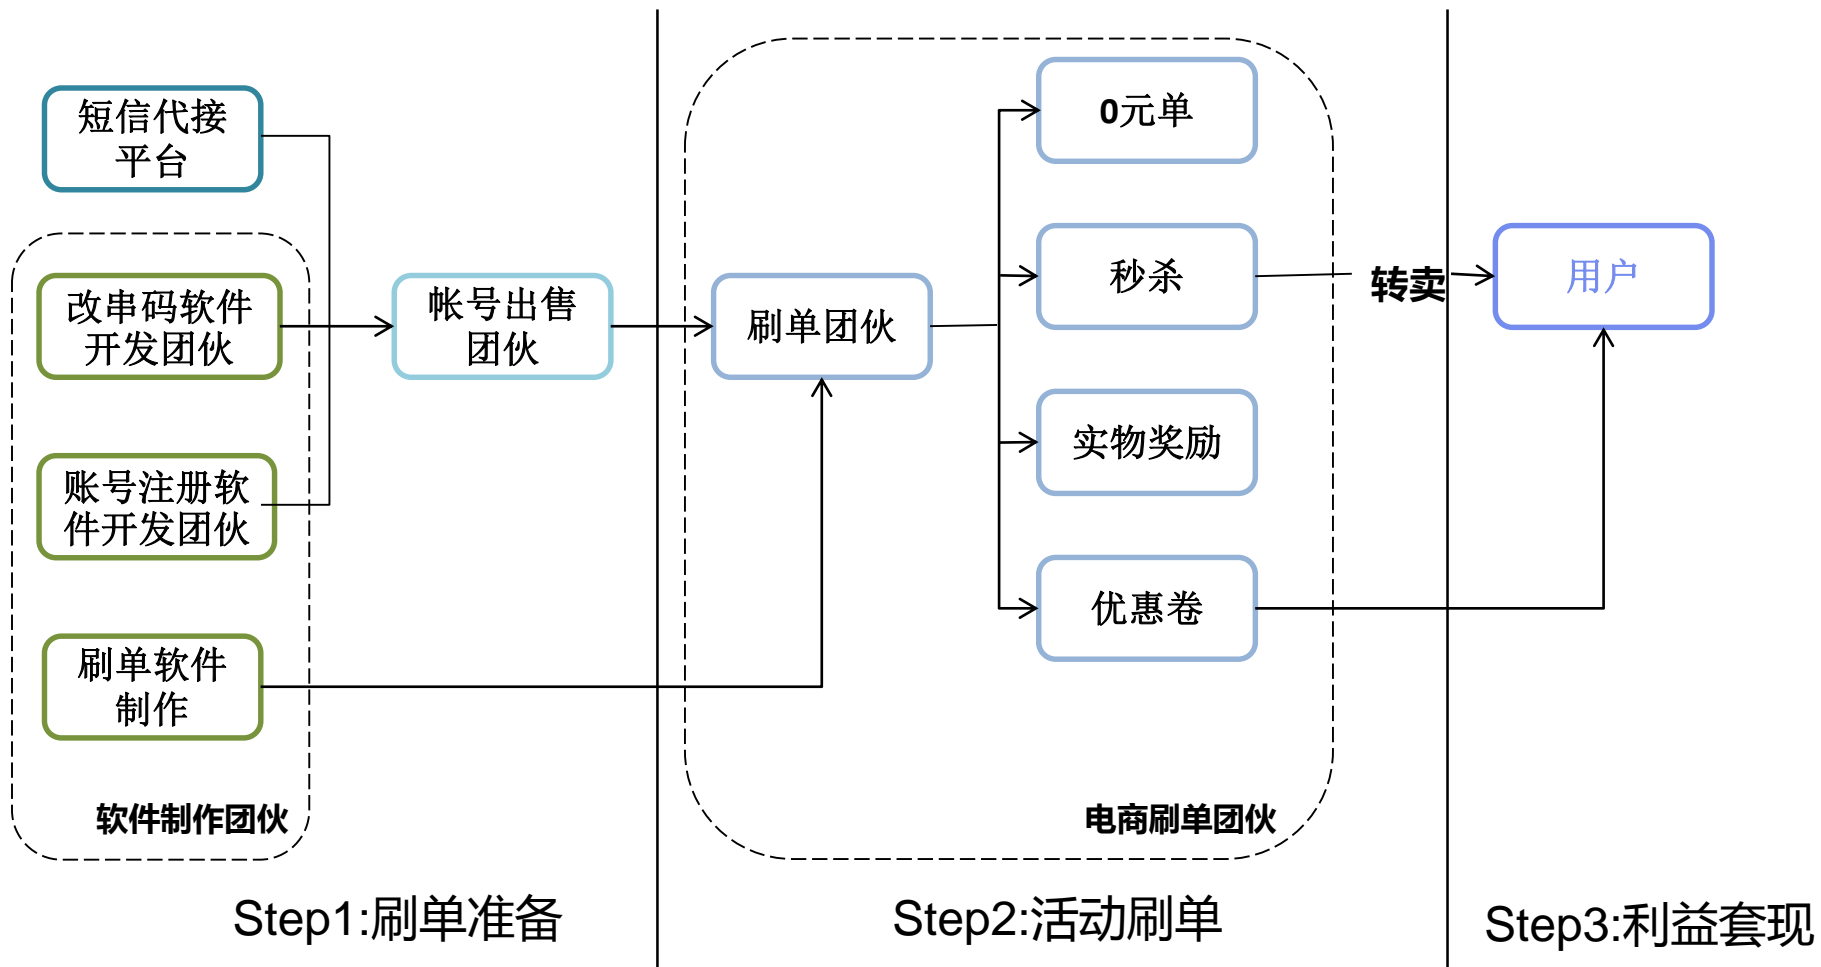 短信代接
平台
改串码软件
开发团伙
账号注册软
件开发团伙
刷单软件
制作
软件制作团伙
帐号出售
团伙
Step1:刷单准备
刷单团伙
0元单
秒杀
实物奖励
优惠卷
电商刷单团伙
Step2:活动刷单
转卖
用户
Step3:利益套现